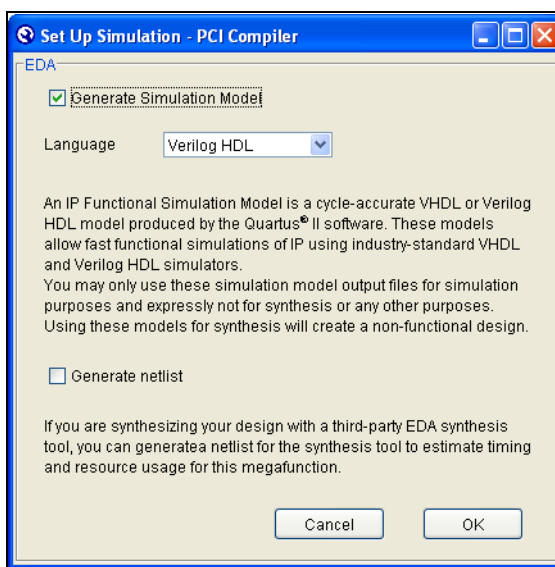 Set Up Simulation - PCI Compiler
EDA
Generate Simulation Model
Language Verilog HDL
An IP Functional Simulation Model is a cycle-accurate VHDL or Verilog
HDL model produced by the Quartus® II software. These models
allow fast functional simulations of IP using industry-standard VHDL
and Verilog HDL simulators.
You may only use these simulation model output files for simulation
purposes and expressly not for synthesis or any other purposes.
Using these models for synthesis will create a non-functional design.
Generate netlist
If you are synthesizing your design with a third-party EDA synthesis
tool, you can generatea netlist for the synthesis tool to estimate timing
and resource usage for this megafunction.
Cancel OK